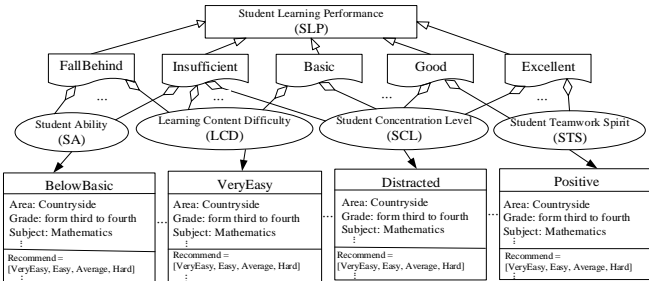 Student Learning Performance
(SLP)
FallBehind
Insufficient
Basic
Good
Excellent
...
...
...
Student Ability
(SA)
Learning Content Difficulty
(LCD)
Student Concentration Level
(SCL)
Student Teamwork Spirit
(STS)
BelowBasic
Area: Countryside
Grade: form third to fourth
Subject: Mathematics
⋮
Recommend =
[VeryEasy, Easy, Average, Hard]
⋮
...
VeryEasy
Area: Countryside
Grade: form third to fourth
Subject: Mathematics
⋮
Recommend =
[VeryEasy, Easy, Average, Hard]
⋮
...
Distracted
Area: Countryside
Grade: form third to fourth
Subject: Mathematics
⋮
Recommend =
[VeryEasy, Easy, Average, Hard]
⋮
...
Positive
Area: Countryside
Grade: form third to fourth
Subject: Mathematics
⋮
Recommend =
[VeryEasy, Easy, Average, Hard]
⋮